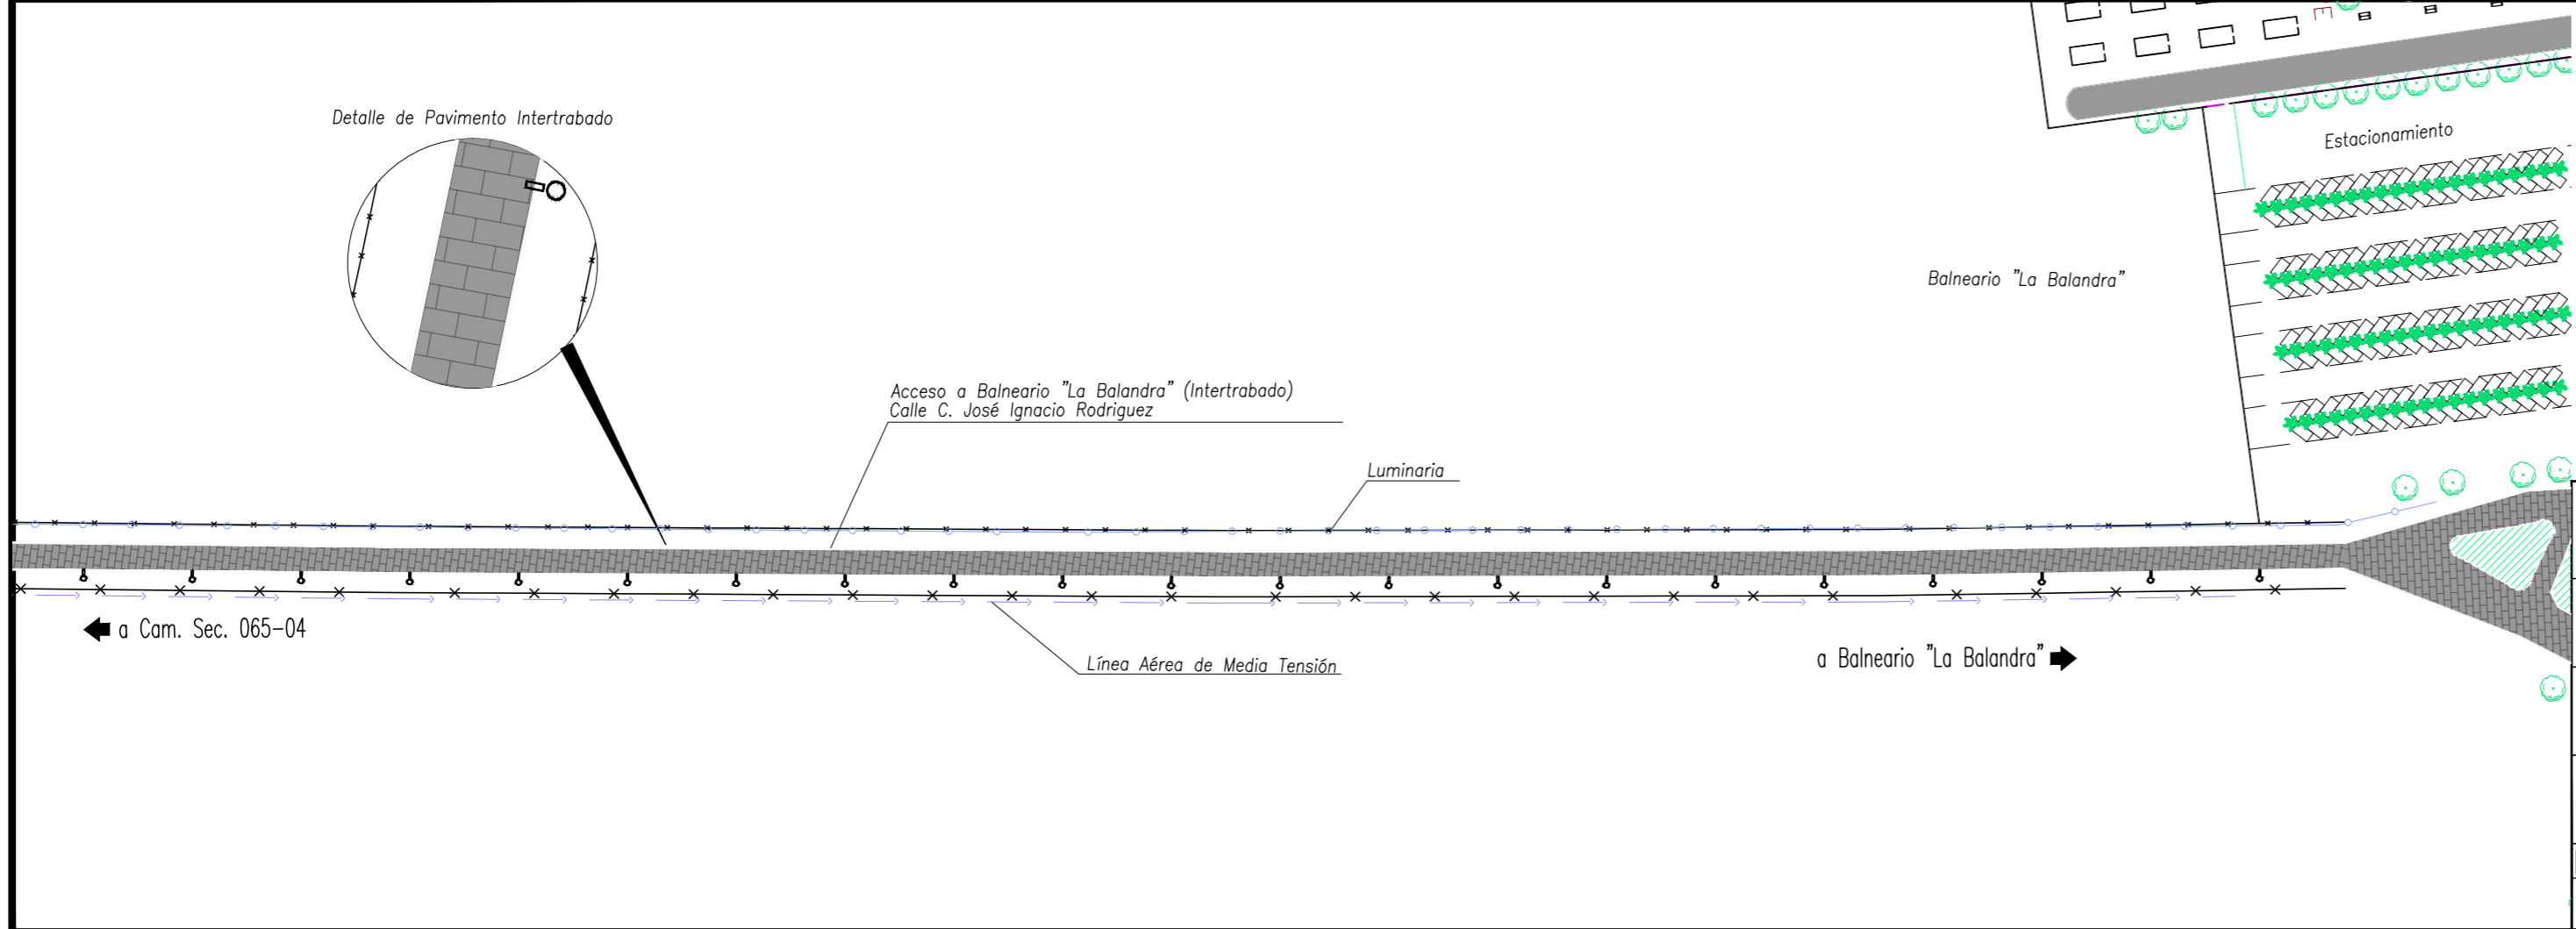 Detalle de Pavimento Intertrabado
Estacionamiento
Balneario "La Balandra"
Acceso a Balneario "La Balandra" (Intertrabado)
Calle C. José Ignacio Rodriguez
Luminaria
a Cam. Sec. 065-04
Línea Aérea de Media Tensión
a Balneario "La Balandra"